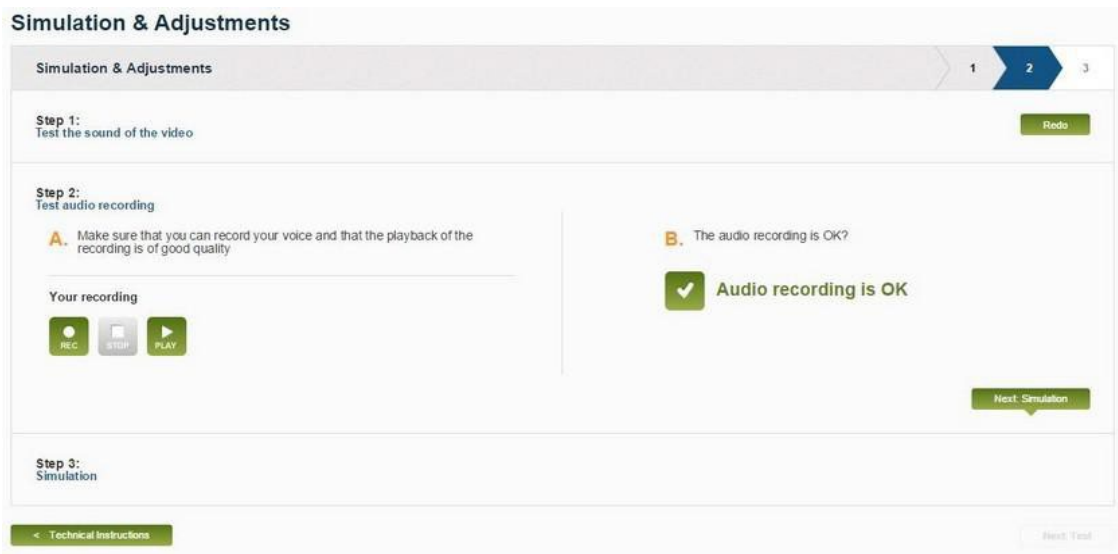 Simulation & Adjustments
Simulation & Adjustments
1
2
3
Step 1:
Test the sound of the video
Redo
Step 2:
Test audio recording
A. Make sure that you can record your voice and that the playback of the
recording is of good quality
B. The audio recording is OK?
Your recording
Audio recording is OK
REC
STOP
PLAY
Next: Simulation
Step 3:
Simulation
< Technical Instructions
Next Test